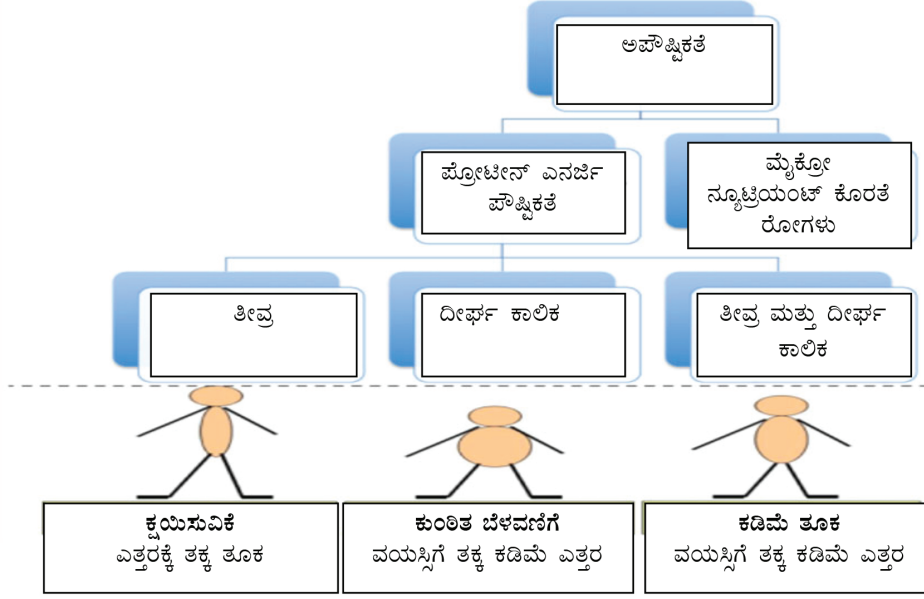 ಅಪೌಷ್ಟಿಕತೆ
ಪ್ರೋಟೀನ್ ಎನರ್ಜಿ
ಪೌಷ್ಟಿಕತೆ
ಮೈಕ್ರೋ
ನ್ಯೂಟ್ರಿಯಂಟ್ ಕೊರತೆ
ರೋಗಳು
ತೀವ್ರ
ದೀರ್ಘ ಕಾಲಿಕ
ತೀವ್ರ ಮತ್ತು ದೀರ್ಘ
ಕಾಲಿಕ
ಕ್ಷಯಿಸುವಿಕೆ
ಎತ್ತರಕ್ಕೆ ತಕ್ಕ ತೂಕ
ಕುಂಠಿತ ಬೆಳವಣಿಗೆ
ವಯಸ್ಸಿಗೆ ತಕ್ಕ ಕಡಿಮೆ ಎತ್ತರ
ಕಡಿಮೆ ತೂಕ
ವಯಸ್ಸಿಗೆ ತಕ್ಕ ಕಡಿಮೆ ಎತ್ತರ